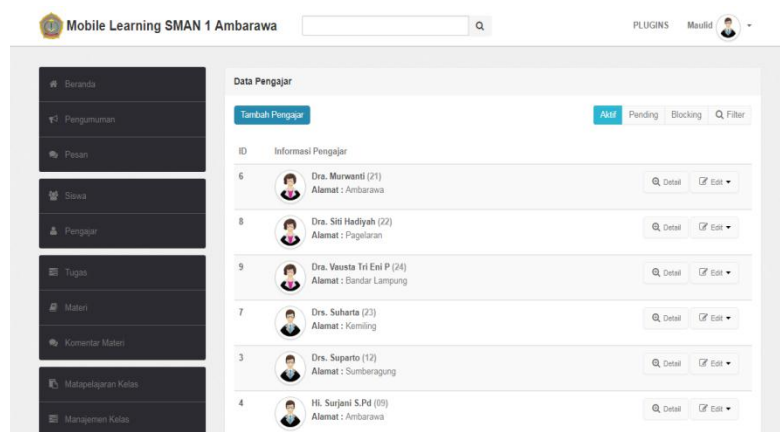 Mobile Learning SMAN 1 Ambarawa
PLUGINS Maulid
Beranda
Pengumuman
Pesan
Siswa
Pengajar
Tugas
Materi
Komentar Materi
Matapelajaran Kelas
Manajemen Kelas
Data Pengajar
Tambah Pengajar
Aktif Pending Blocking Filter
ID Informasi Pengajar
6 Dra. Murwanti (21) Detail Edit
Alamat : Ambarawa
8 Dra. Siti Hadiyah (22) Detail Edit
Alamat : Pagelaran
9 Dra. Vausta Tri Eni P (24) Detail Edit
Alamat : Bandar Lampung
7 Drs. Suharta (23) Detail Edit
Alamat : Kemiling
3 Drs. Suparto (12) Detail Edit
Alamat : Sumberagung
4 Hi. Surjani S.Pd (09) Detail Edit
Alamat : Ambarawa